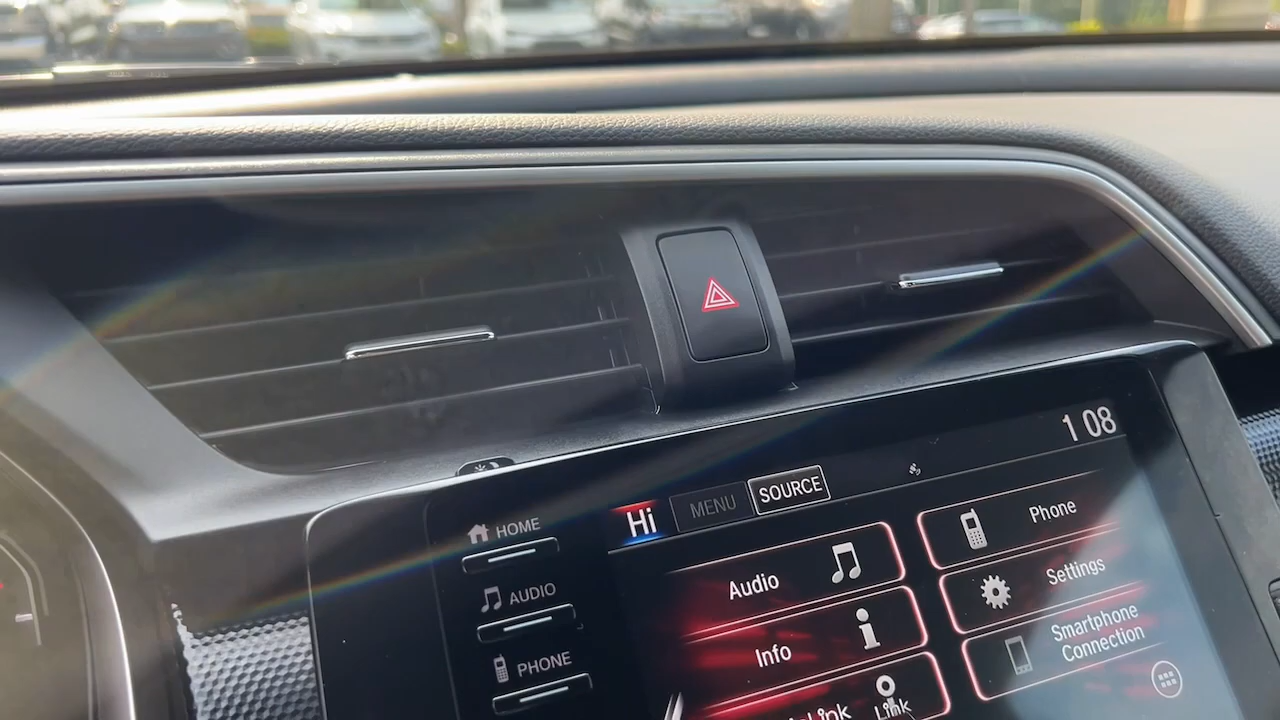 1 08
Hi
MENU
SOURCE
HOME
Audio
Phone
AUDIO
Info
Settings
PHONE
Smartphone
Connection
Link